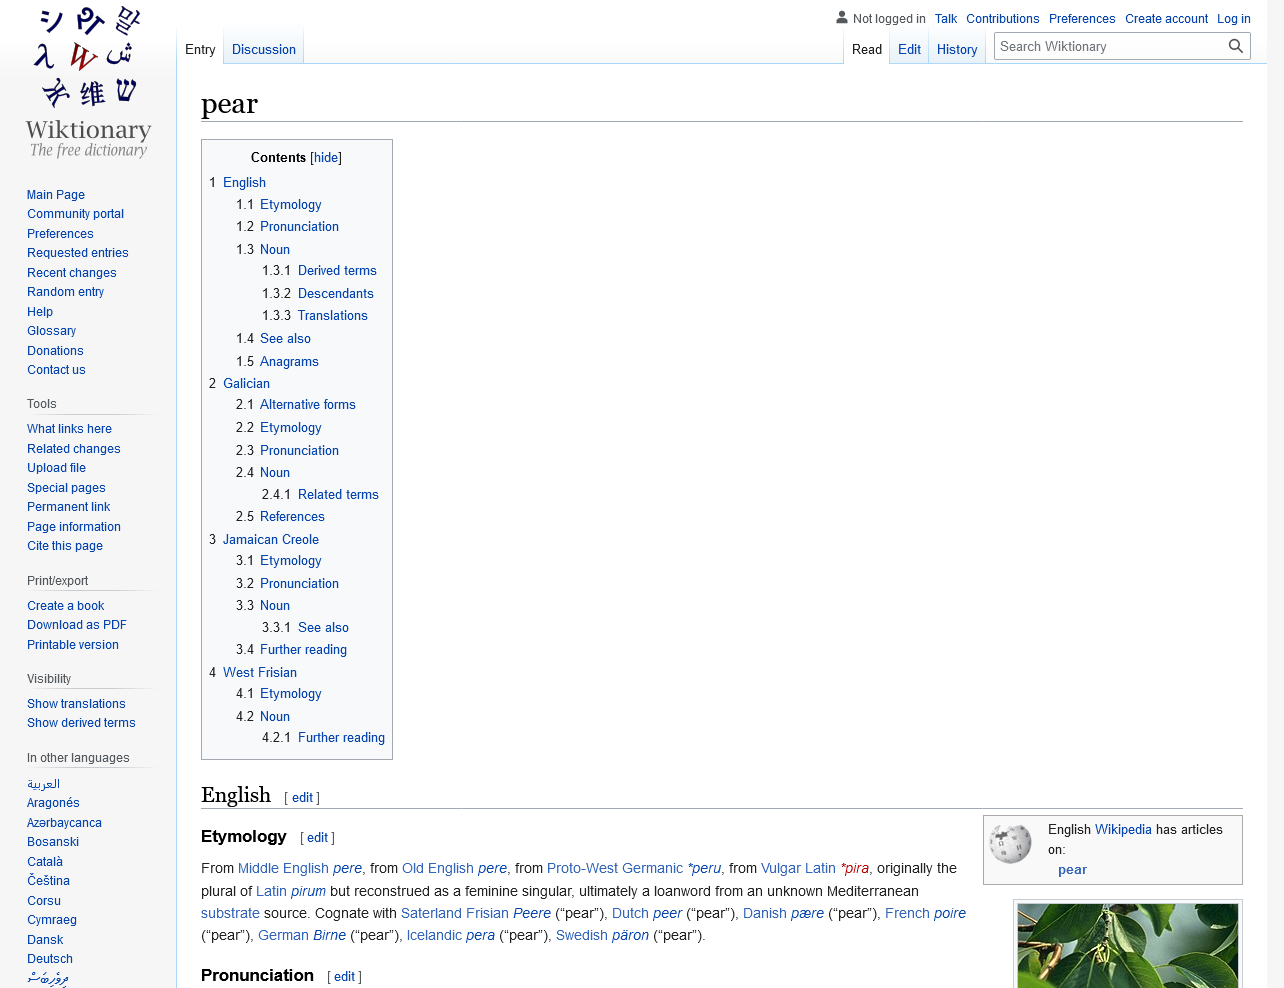 Not logged in Talk Contributions Preferences Create account Log in
Entry Discussion Read Edit History Search Wiktionary
Wiktionary
The free dictionary
Main Page
Community portal
Preferences
Requested entries
Recent changes
Random entry
Help
Glossary
Donations
Contact us
Tools
What links here
Related changes
Upload file
Special pages
Permanent link
Page information
Cite this page
Print/export
Create a book
Download as PDF
Printable version
Visibility
Show translations
Show derived terms
In other languages
العربية
Aragonés
Azərbaycanca
Bosanski
Català
Čeština
Corsu
Cymraeg
Dansk
Deutsch
ދިވެހިބަސް
pear
Contents [hide]
1 English
1.1 Etymology
1.2 Pronunciation
1.3 Noun
1.3.1 Derived terms
1.3.2 Descendants
1.3.3 Translations
1.4 See also
1.5 Anagrams
2 Galician
2.1 Alternative forms
2.2 Etymology
2.3 Pronunciation
2.4 Noun
2.4.1 Related terms
2.5 References
3 Jamaican Creole
3.1 Etymology
3.2 Pronunciation
3.3 Noun
3.3.1 See also
3.4 Further reading
4 West Frisian
4.1 Etymology
4.2 Noun
4.2.1 Further reading
English [ edit ]
Etymology [ edit ]
From Middle English pere, from Old English pere, from Proto-West Germanic *peru, from Vulgar Latin *pira, originally the
plural of Latin pirum but reconstrued as a feminine singular, ultimately a loanword from an unknown Mediterranean
substrate source. Cognate with Saterland Frisian Peere (“pear”), Dutch peer (“pear”), Danish pære (“pear”), French poire
(“pear”), German Birne (“pear”), Icelandic pera (“pear”), Swedish päron (“pear”).
Pronunciation [ edit ]
English Wikipedia has articles
on:
pear